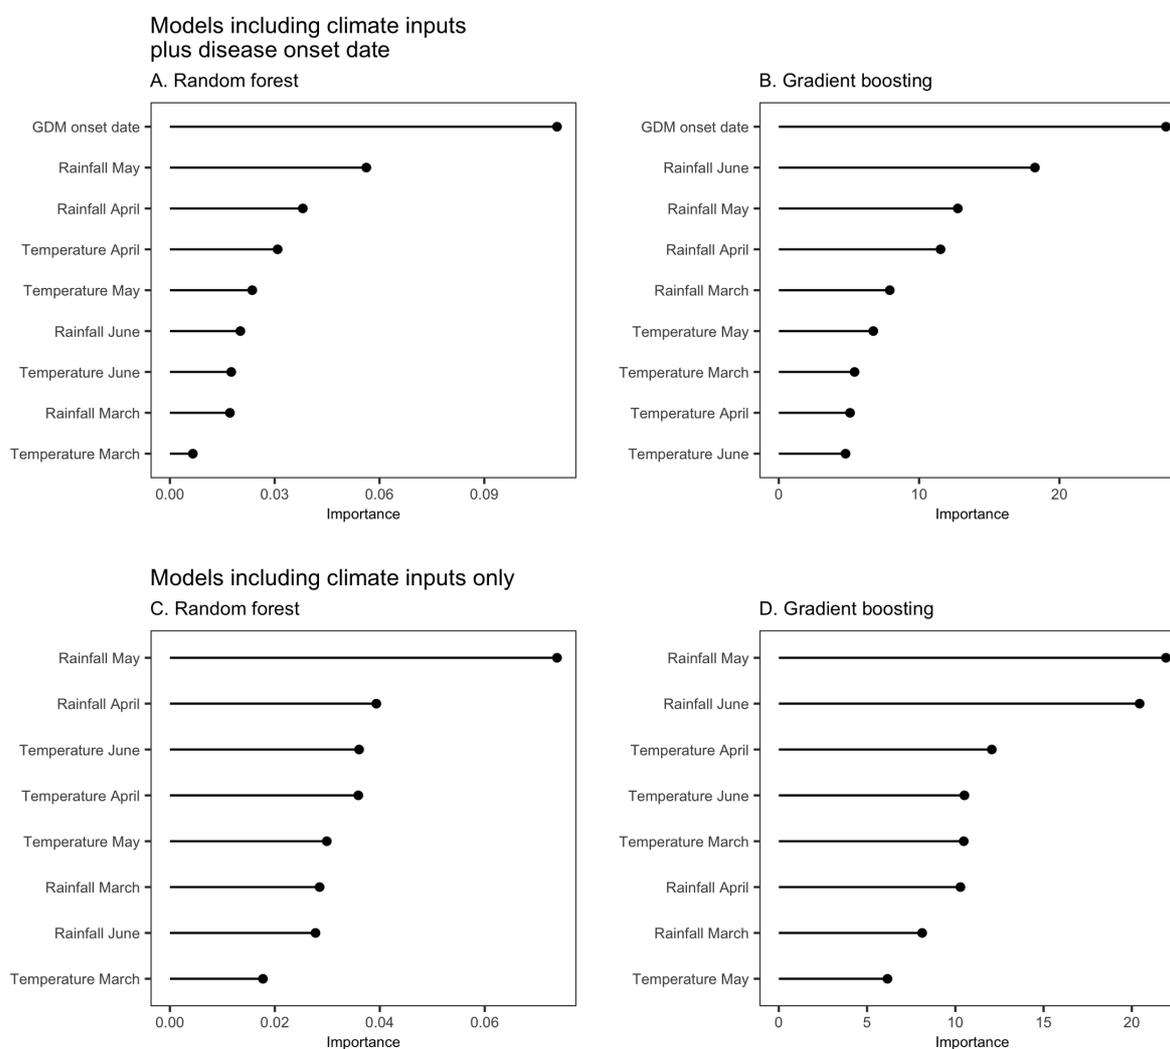 Models including climate inputs
plus disease onset date
A. Random forest
GDM onset date
Rainfall May
Rainfall April
Temperature April
Temperature May
Rainfall June
Temperature June
Rainfall March
Temperature March
0.00 0.03 0.06 0.09
Importance
B. Gradient boosting
GDM onset date
Rainfall June
Rainfall May
Rainfall April
Rainfall March
Temperature May
Temperature March
Temperature April
Temperature June
0 10 20
Importance
Models including climate inputs only
C. Random forest
Rainfall May
Rainfall April
Temperature June
Temperature April
Temperature May
Rainfall March
Rainfall June
Temperature March
0.00 0.02 0.04 0.06
Importance
D. Gradient boosting
Rainfall May
Rainfall June
Temperature April
Temperature June
Temperature March
Rainfall April
Rainfall March
Temperature May
0 5 10 15 20
Importance